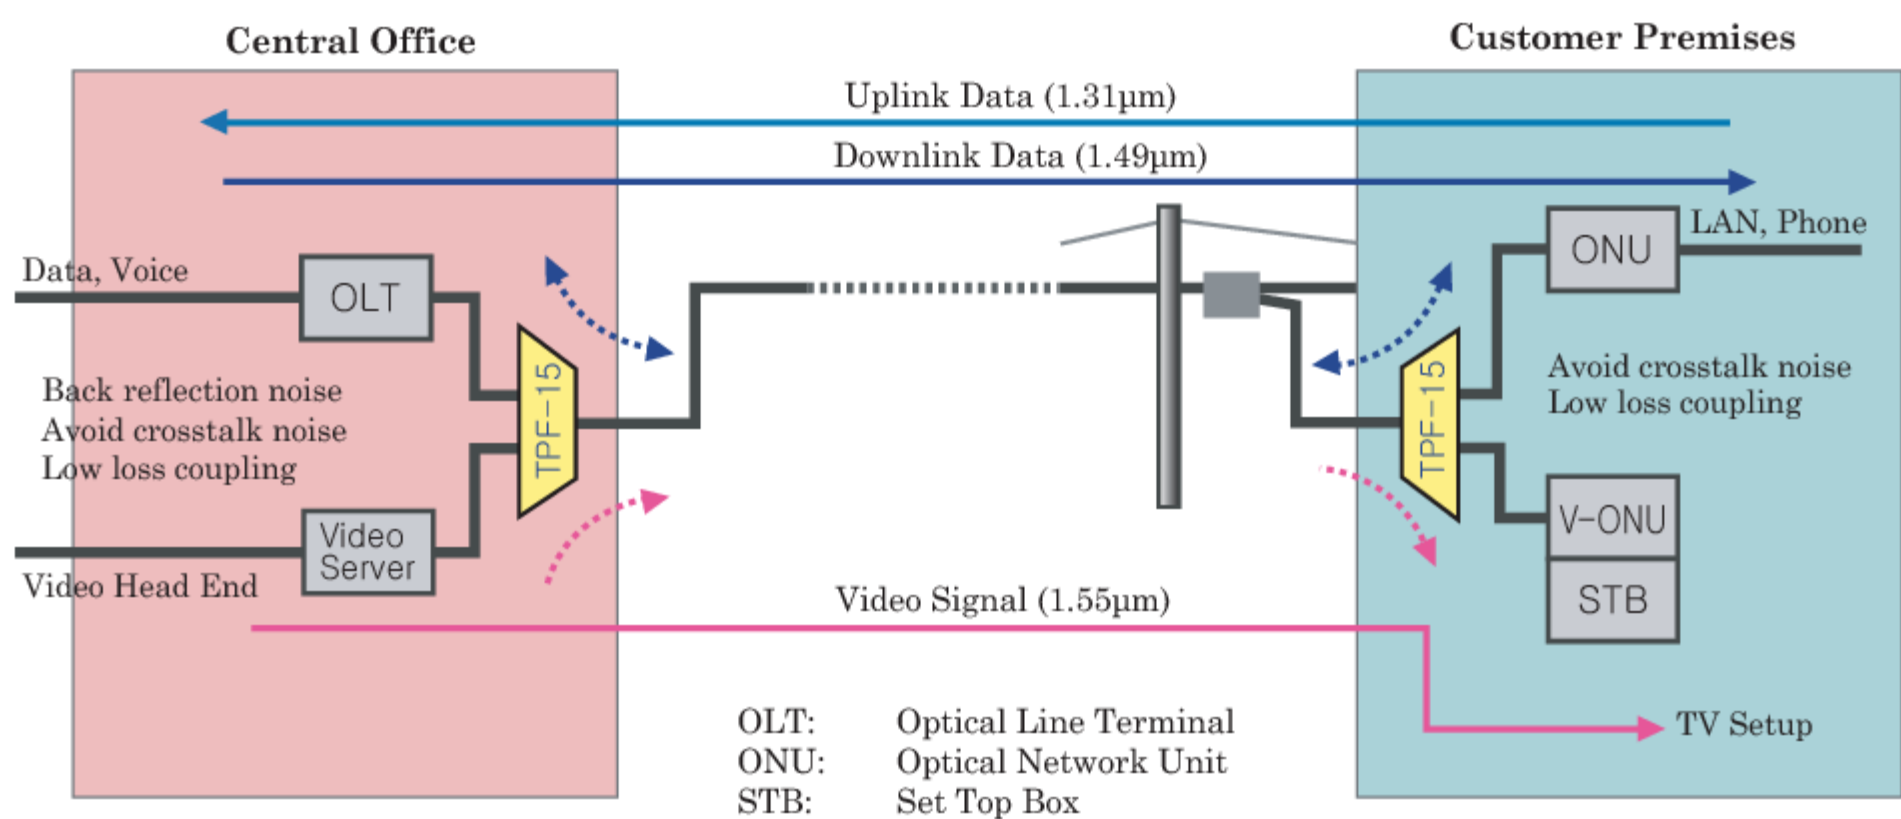 Central Office
Customer Premises
Uplink Data (1.31µm)
Downlink Data (1.49µm)
Data, Voice
OLT
ONU
LAN, Phone
Back reflection noise
Avoid crosstalk noise
Low loss coupling
TPF-15
TPF-15
Avoid crosstalk noise
Low loss coupling
Video
Server
Video Head End
V-ONU
STB
Video Signal (1.55µm)
TV Setup
OLT: Optical Line Terminal
ONU: Optical Network Unit
STB: Set Top Box